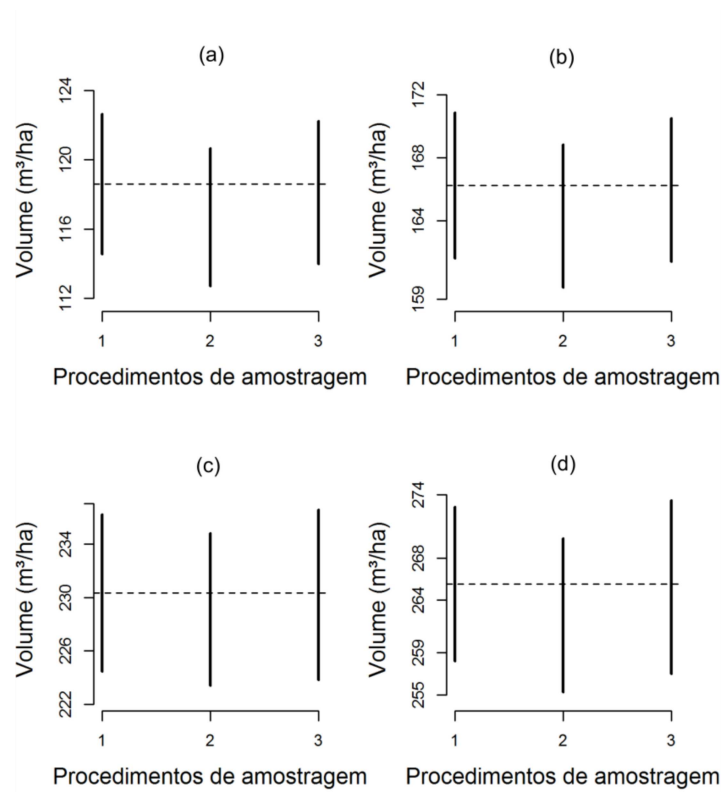 (a)
Volume (m³/ha)
124
120
116
112
1 2 3
Procedimentos de amostragem
(b)
Volume (m³/ha)
172
168
164
159
1 2 3
Procedimentos de amostragem
(c)
Volume (m³/ha)
234
230
226
222
1 2 3
Procedimentos de amostragem
(d)
Volume (m³/ha)
274
268
264
259
255
1 2 3
Procedimentos de amostragem